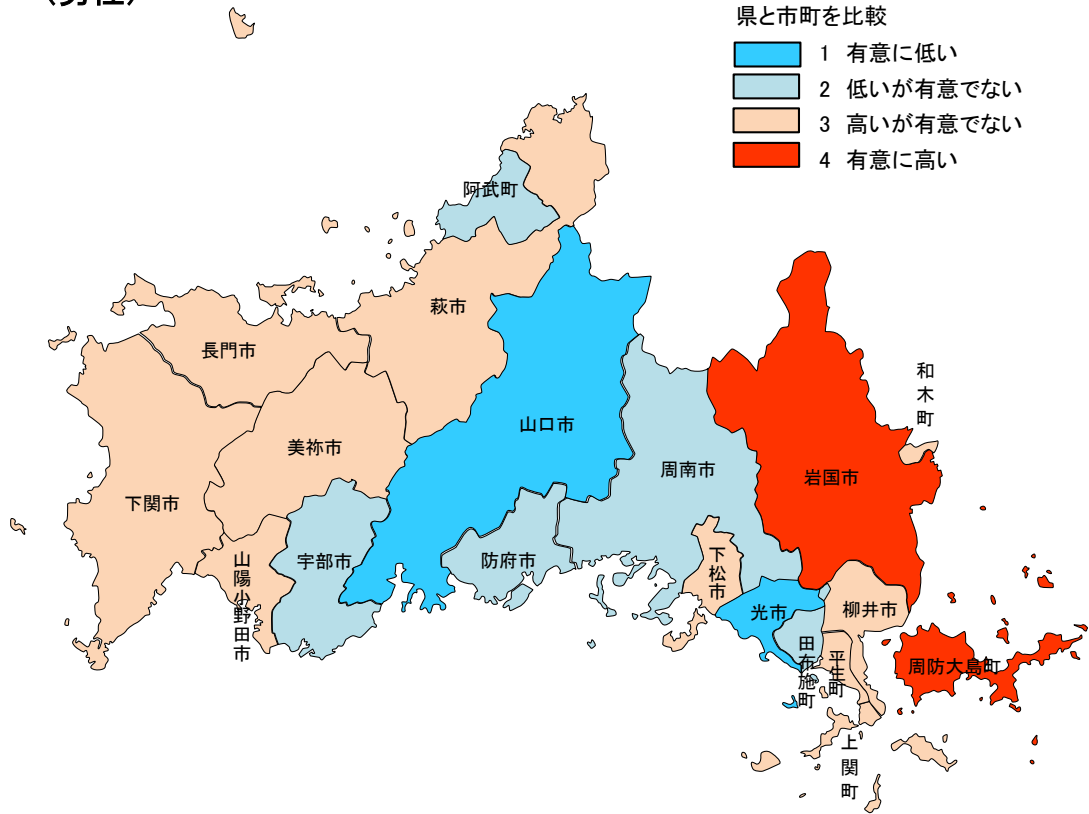 （男性）
県と市町を比較
1 有意に低い
2 低いが有意でない
3 高いが有意でない
4 有意に高い
阿武町
萩市
長門市
和木町
山口市
美祢市
周南市
岩国市
下関市
宇部市
防府市
下松市
山陽小野田市
光市
柳井市
田布施町
平生町
周防大島町
上関町